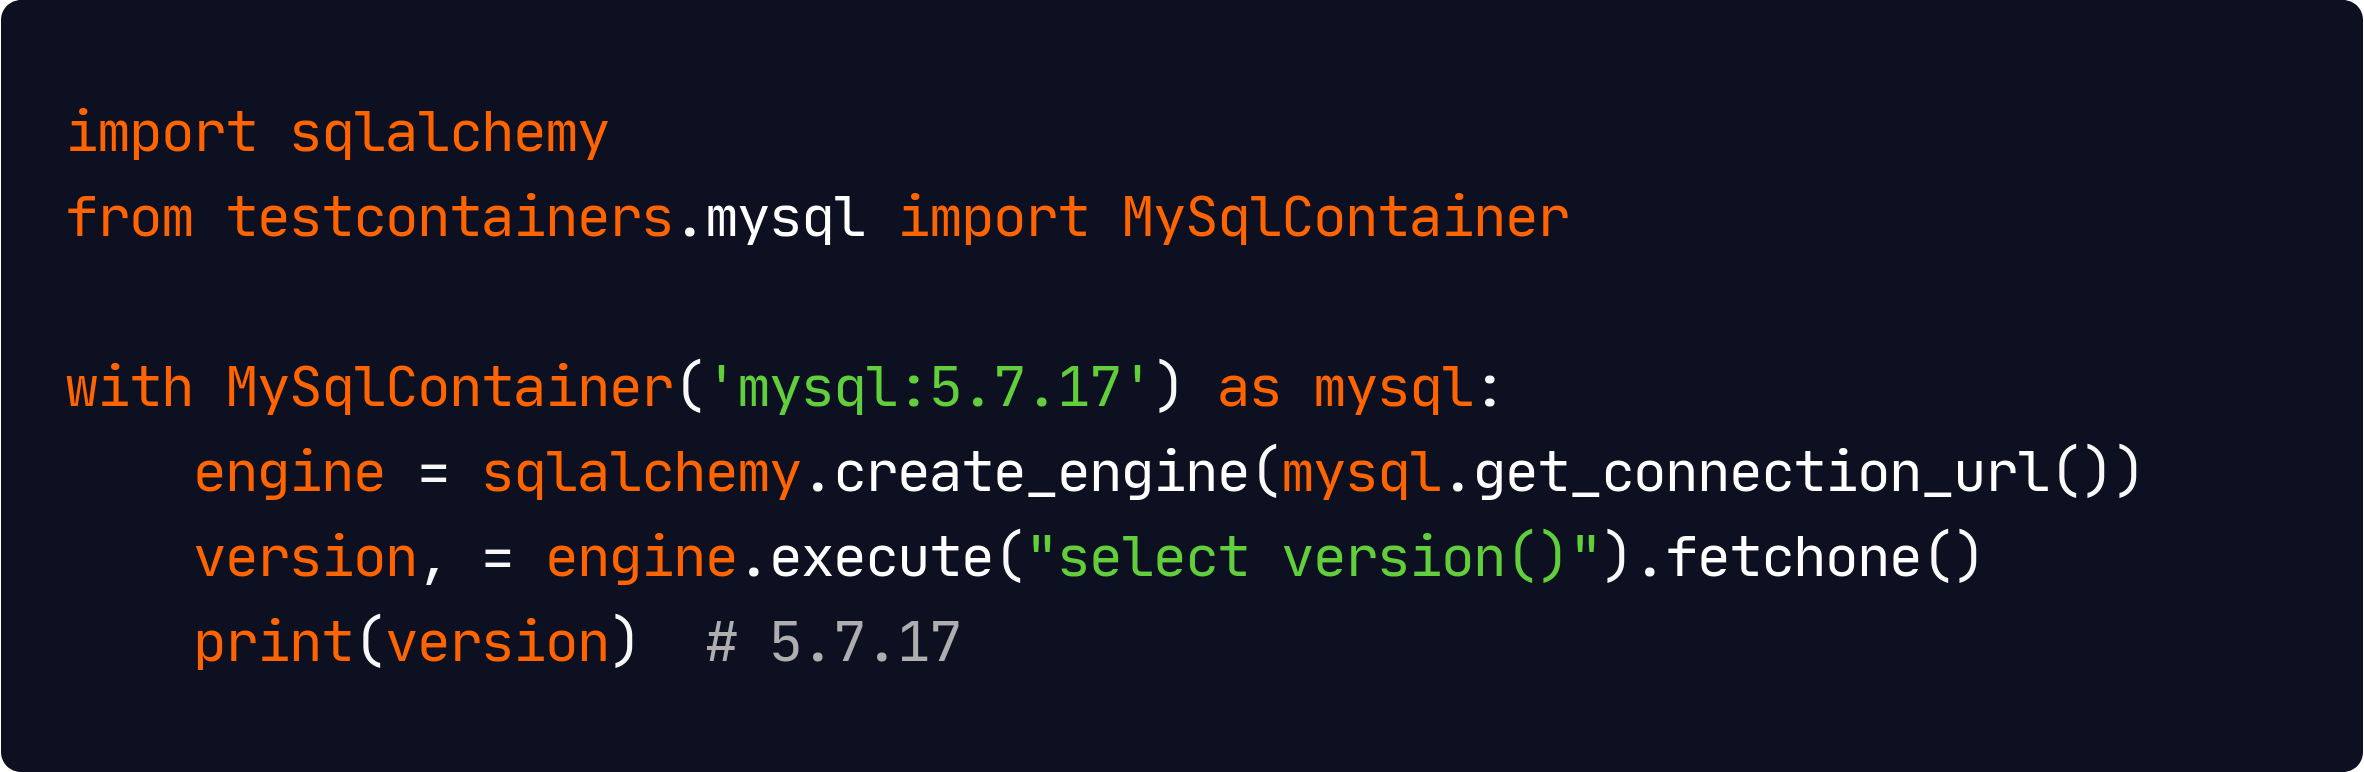 import sqlalchemy
from testcontainers.mysql import MySqlContainer

with MySqlContainer('mysql:5.7.17') as mysql:
    engine = sqlalchemy.create_engine(mysql.get_connection_url())
    version, = engine.execute("select version()").fetchone()
    print(version)  # 5.7.17